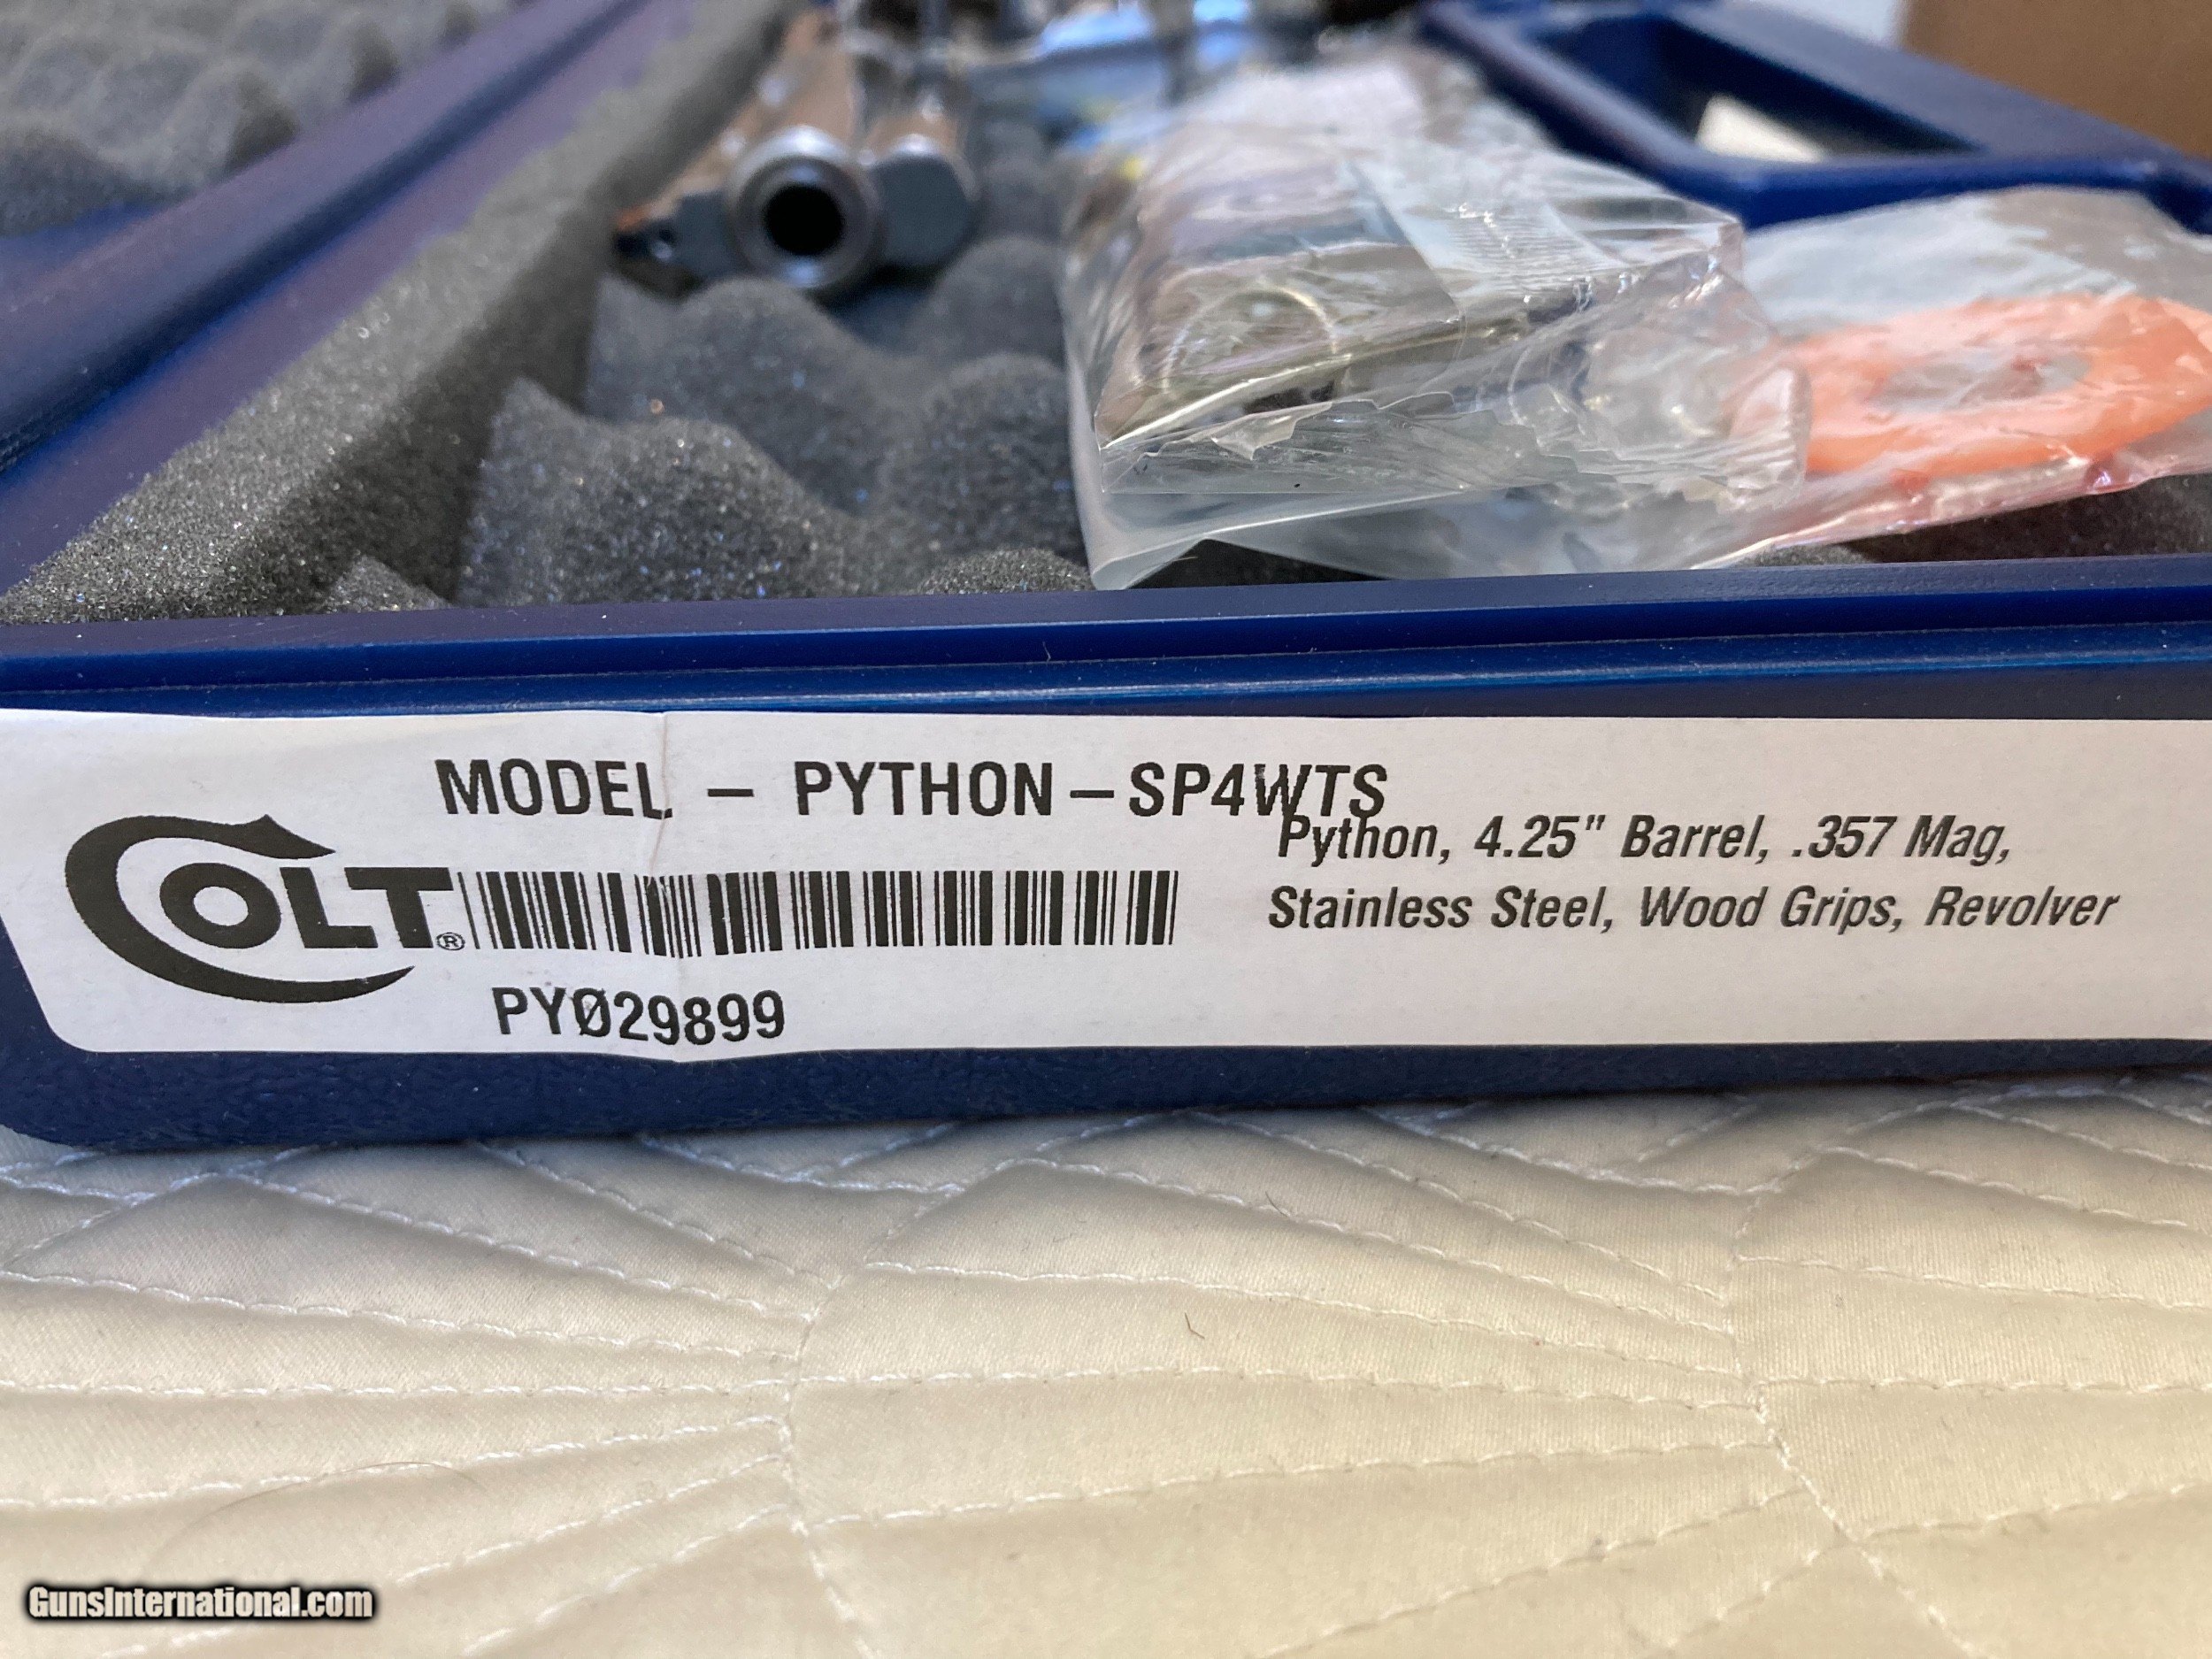 MODEL – PYTHON–SP4WTS
COLT®
Python, 4.25" Barrel, .357 Mag,
Stainless Steel, Wood Grips, Revolver
PYØ29899
GunsInternational.com